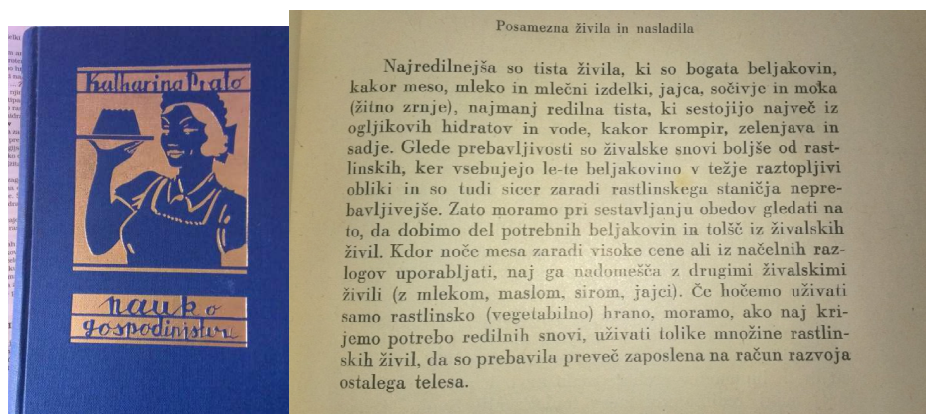 Katharina Prato
nauk o
gospodinjstvu
Posamezna živila in nasladila
Najredilnejša so tista živila, ki so bogata beljakovin,
kakor meso, mleko in mlečni izdelki, jajca, sočivje in moka
(žitno zrnje), najmanj redilna tista, ki sestojijo največ iz
ogljikovih hidratov in vode, kakor krompir, zelenjava in
sadje. Glede prebavljivosti so živalske snovi boljše od rast-
linskih, ker vsebujejo le-te beljakovino v težje raztopljivi
obliki in so tudi sicer zaradi rastlinskega staničja nepre-
bavljivejše. Zato moramo pri sestavljanju obedov gledati na
to, da dobimo del potrebnih beljakovin in tolšč iz živalskih
živil. Kdor noče mesa zaradi visoke cene ali iz načelnih raz-
logov uporabljati, naj ga nadomešča z drugimi živalskimi
živili (z mlekom, maslom, sirom, jajci). Če hočemo uživati
samo rastlinsko (vegetabilno) hrano, moramo, ako naj kri-
jemo potrebo redilnih snovi, uživati tolike množine rastlin-
skih živil, da so prebavila preveč zaposlena na račun razvoja
ostalega telesa.